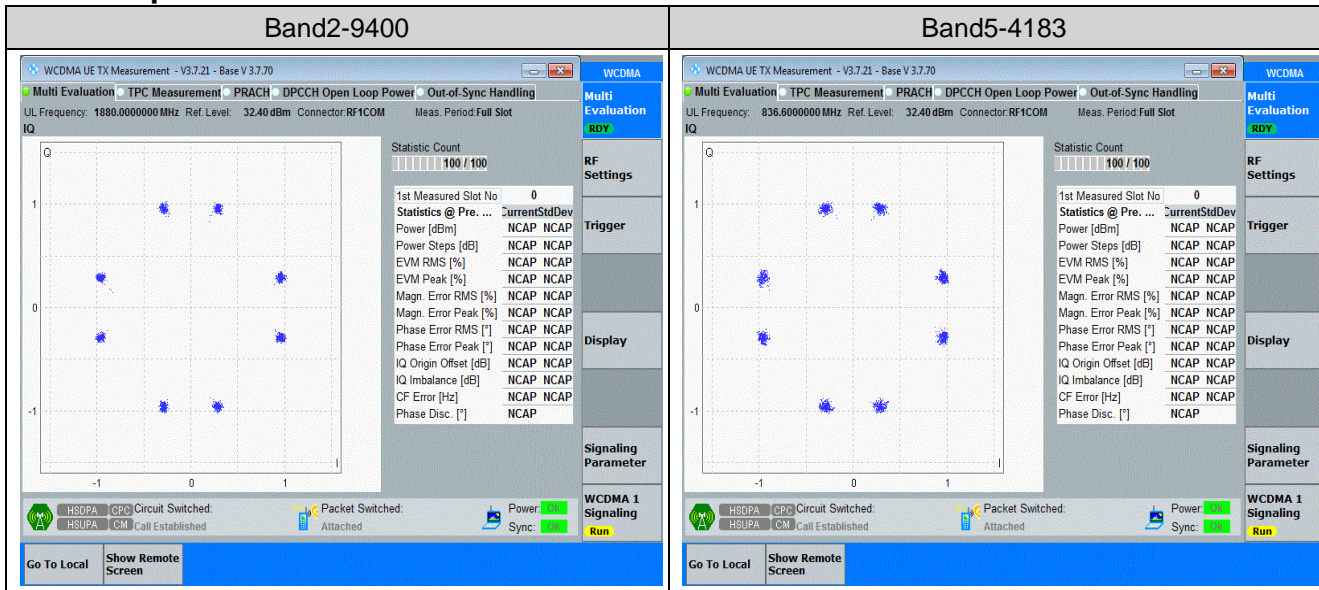 Band2-9400
WCDMA UE TX Measurement - V3.7.21 - Base V 3.7.70
WCDMA
Multi Evaluation TPC Measurement PRACH DPCCH Open Loop Power Out-of-Sync Handling
Multi
Evaluation
RDY
UL Frequency: 1880.0000000 MHz Ref. Level: 32.40 dBm Connector:RF1COM Meas. Period:Full Slot
IQ
Q
1
0
-1
-1 0 1
I
Statistic Count
100 / 100
1st Measured Slot No 0
Statistics @ Pre. ... CurrentStdDev
Power [dBm] NCAP NCAP
Power Steps [dB] NCAP NCAP
EVM RMS [%] NCAP NCAP
EVM Peak [%] NCAP NCAP
Magn. Error RMS [%] NCAP NCAP
Magn. Error Peak [%] NCAP NCAP
Phase Error RMS [°] NCAP NCAP
Phase Error Peak [°] NCAP NCAP
IQ Origin Offset [dB] NCAP NCAP
IQ Imbalance [dB] NCAP NCAP
CF Error [Hz] NCAP NCAP
Phase Disc. [°] NCAP
RF
Settings
Trigger
Display
Signaling
Parameter
WCDMA 1
Signaling
Run
HSDPA CPC Circuit Switched: Packet Switched: Power: OK
HSUPA CM Call Established Attached Sync: OK
Go To Local
Show Remote
Screen
Band5-4183
WCDMA UE TX Measurement - V3.7.21 - Base V 3.7.70
WCDMA
Multi Evaluation TPC Measurement PRACH DPCCH Open Loop Power Out-of-Sync Handling
Multi
Evaluation
RDY
UL Frequency: 836.6000000 MHz Ref. Level: 32.40 dBm Connector:RF1COM Meas. Period:Full Slot
IQ
Q
1
0
-1
-1 0 1
I
Statistic Count
100 / 100
1st Measured Slot No 0
Statistics @ Pre. ... CurrentStdDev
Power [dBm] NCAP NCAP
Power Steps [dB] NCAP NCAP
EVM RMS [%] NCAP NCAP
EVM Peak [%] NCAP NCAP
Magn. Error RMS [%] NCAP NCAP
Magn. Error Peak [%] NCAP NCAP
Phase Error RMS [°] NCAP NCAP
Phase Error Peak [°] NCAP NCAP
IQ Origin Offset [dB] NCAP NCAP
IQ Imbalance [dB] NCAP NCAP
CF Error [Hz] NCAP NCAP
Phase Disc. [°] NCAP
RF
Settings
Trigger
Display
Signaling
Parameter
WCDMA 1
Signaling
Run
HSDPA CPC Circuit Switched: Packet Switched: Power: OK
HSUPA CM Call Established Attached Sync: OK
Go To Local
Show Remote
Screen